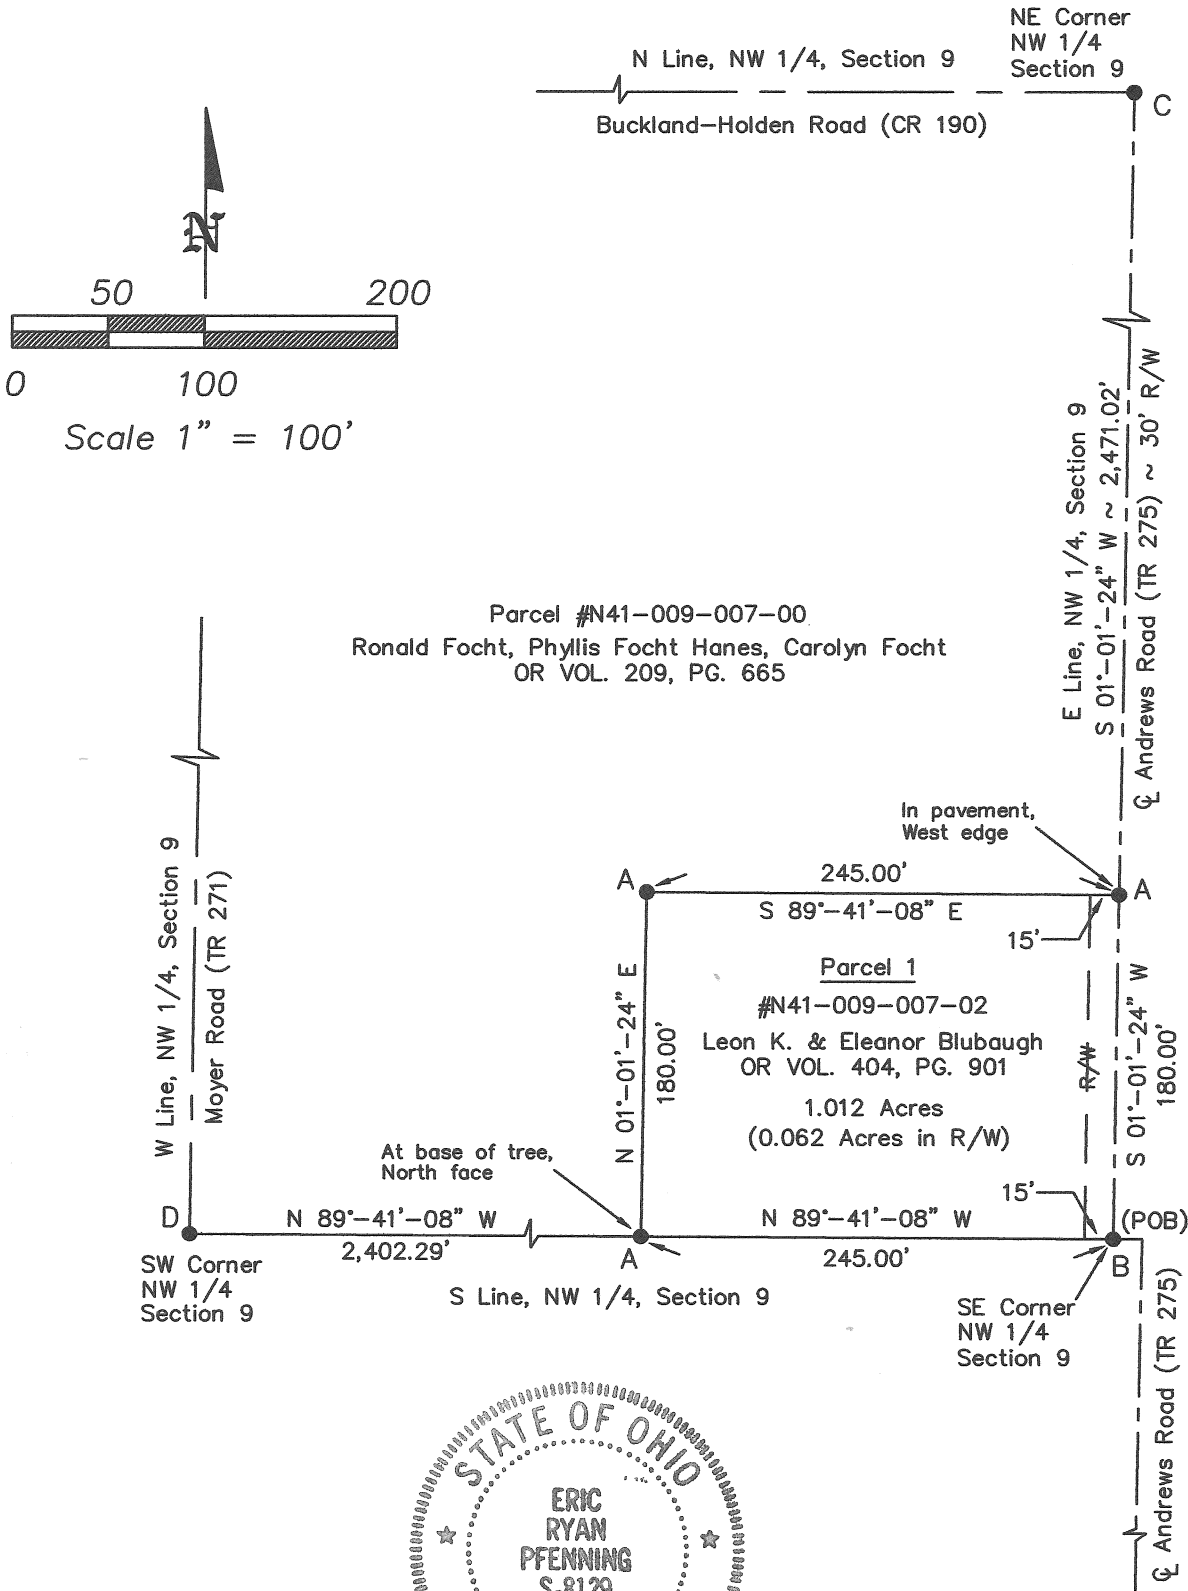 NE Corner
NW 1/4
Section 9
N Line, NW 1/4, Section 9
C
Buckland–Holden Road (CR 190)
N
50 200
0 100
Scale 1" = 100'
E Line, NW 1/4, Section 9
S 01°–01'–24" W ~ 2,471.02'
℄ Andrews Road (TR 275) ~ 30' R/W
Parcel #N41–009–007–00
Ronald Focht, Phyllis Focht Hanes, Carolyn Focht
OR VOL. 209, PG. 665
In pavement,
West edge
W Line, NW 1/4, Section 9
Moyer Road (TR 271)
A
245.00'
A
S 89°–41'–08" E
15'
Parcel 1
#N41–009–007–02
Leon K. & Eleanor Blubaugh
OR VOL. 404, PG. 901
1.012 Acres
(0.062 Acres in R/W)
N 01°–01'–24" E
180.00'
R/W
S 01°–01'–24" W
180.00'
At base of tree,
North face
15'
D
N 89°–41'–08" W
2,402.29'
N 89°–41'–08" W
245.00'
(POB)
A
B
SW Corner
NW 1/4
Section 9
S Line, NW 1/4, Section 9
SE Corner
NW 1/4
Section 9
℄ Andrews Road (TR 275)
STATE OF OHIO
ERIC
RYAN
PFENNING
S-8129